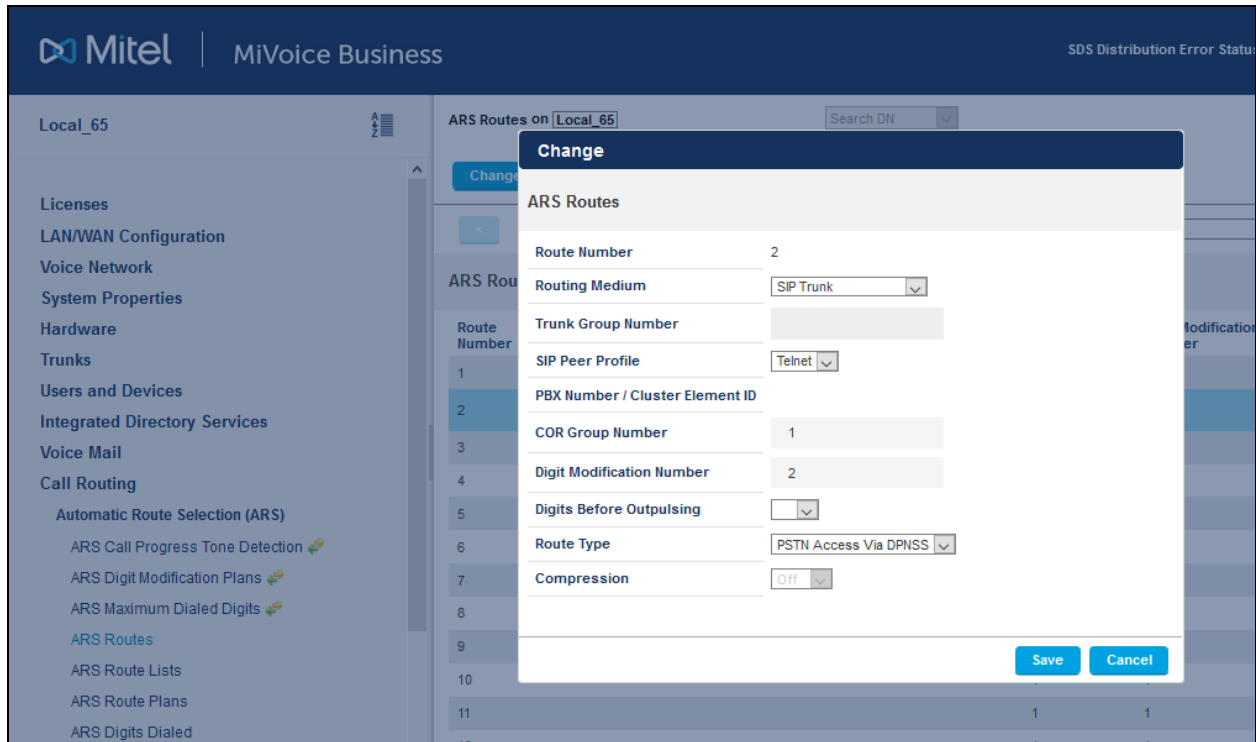 Mitel | MiVoice Business
SDS Distribution Error Statu
Local_65
A
Z
ARS Routes on Local_65
Search DN
Change
Licenses
LAN/WAN Configuration
Voice Network
System Properties
Hardware
Trunks
Users and Devices
Integrated Directory Services
Voice Mail
Call Routing
Automatic Route Selection (ARS)
ARS Call Progress Tone Detection
ARS Digit Modification Plans
ARS Maximum Dialed Digits
ARS Routes
ARS Route Lists
ARS Route Plans
ARS Digits Dialed
<
ARS Rou
Route
Number
1
2
3
4
5
6
7
8
9
10
11 1 1
Modification
er
Change
ARS Routes
Route Number 2
Routing Medium SIP Trunk
Trunk Group Number
SIP Peer Profile Telnet
PBX Number / Cluster Element ID
COR Group Number 1
Digit Modification Number 2
Digits Before Outpulsing
Route Type PSTN Access Via DPNSS
Compression Off
Save Cancel